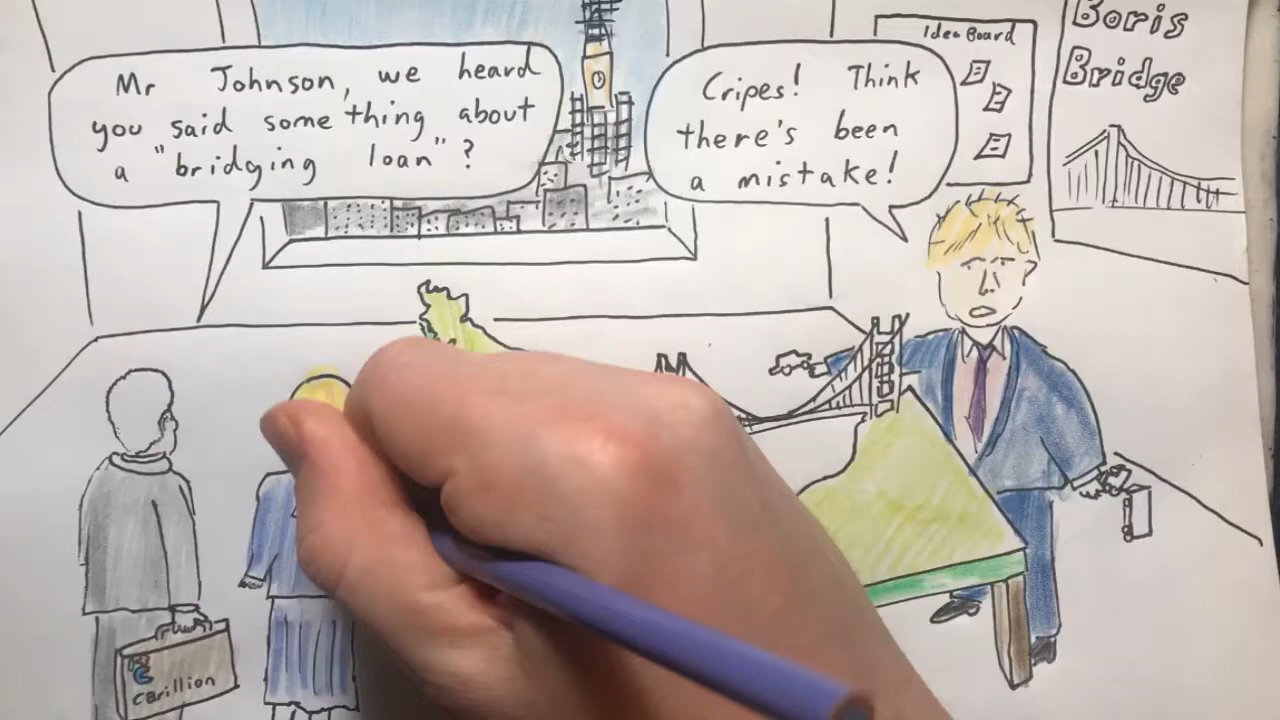 Mr Johnson, we heard
you said something about
a "bridging loan"?
Cripes! Think
there's been
a mistake!
Idea Board
Boris
Bridge
carillion